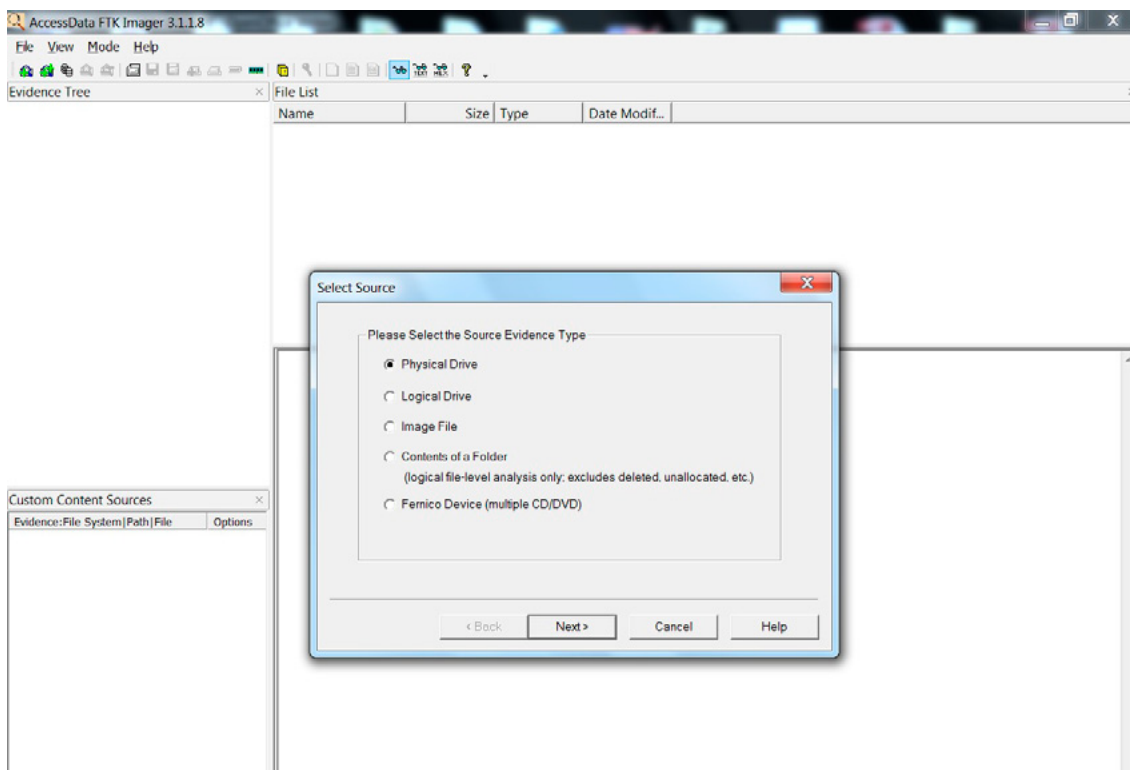 AccessData FTK Imager 3.1.1.8
File View Mode Help
TEXT HEX
Evidence Tree
File List
Name Size Type Date Modif...
Select Source
Please Select the Source Evidence Type
Physical Drive
Logical Drive
Image File
Contents of a Folder
(logical file-level analysis only; excludes deleted, unallocated, etc.)
Fernico Device (multiple CD/DVD)
< Back Next > Cancel Help
Custom Content Sources
Evidence:File System|Path|File Options